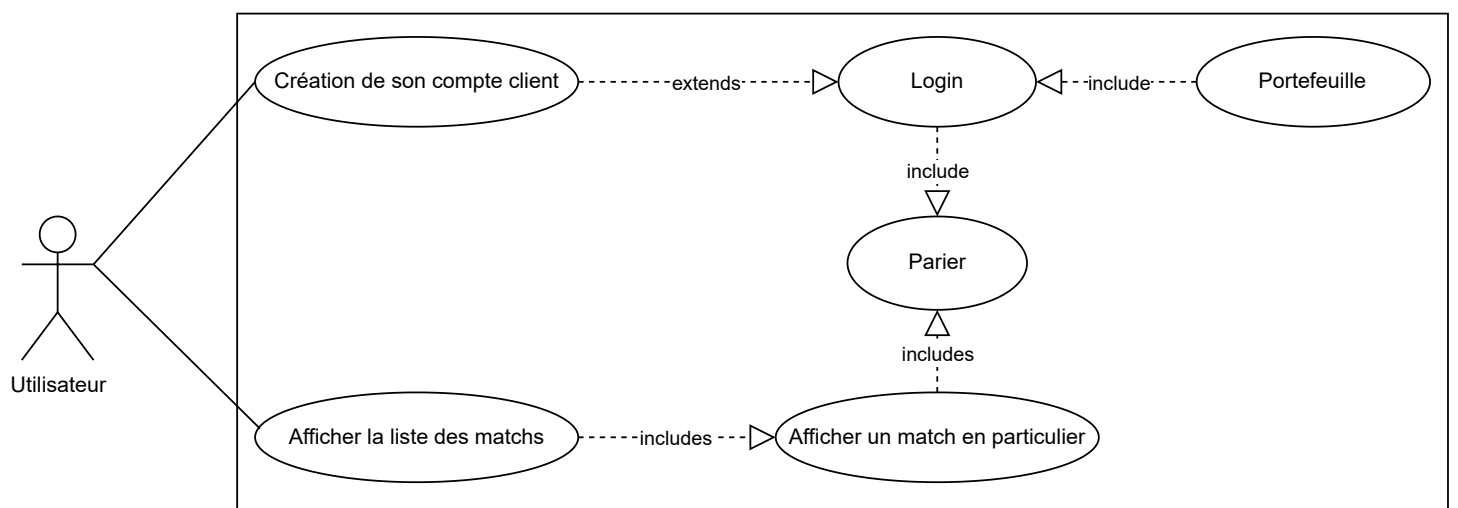 Création de son compte client
extends
Login
include
Portefeuille
include
Parier
includes
Utilisateur
Afficher la liste des matchs
includes
Afficher un match en particulier